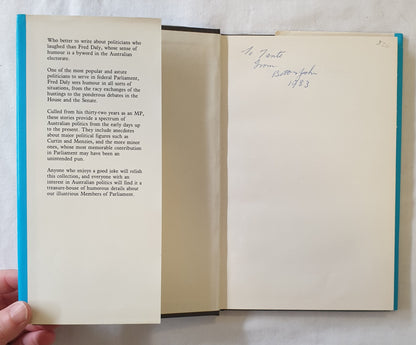 Who better to write about politicians who
laughed than Fred Daly, whose sense of
humour is a byword in the Australian
electorate.
One of the most popular and astute
politicians to serve in federal Parliament,
Fred Daly sees humour in all sorts of
situations, from the racy exchanges of the
hustings to the ponderous debates in the
House and the Senate.
Culled from his thirty-two years as an MP,
these stories provide a spectrum of
Australian politics from the early days up
to the present. They include anecdotes
about major political figures such as
Curtin and Menzies, and the more minor
ones, whose most memorable contribution
in Parliament may have been an
unintended pun.
Anyone who enjoys a good joke will relish
this collection, and everyone with an
interest in Australian politics will find it a
treasure-house of humorous details about
our illustrious Members of Parliament.
To
From
John
1983